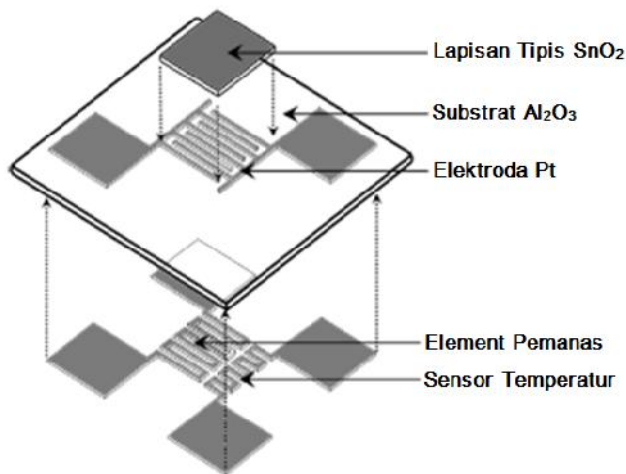 Lapisan Tipis SnO₂
Substrat Al₂O₃
Elektroda Pt
Element Pemanas
Sensor Temperatur